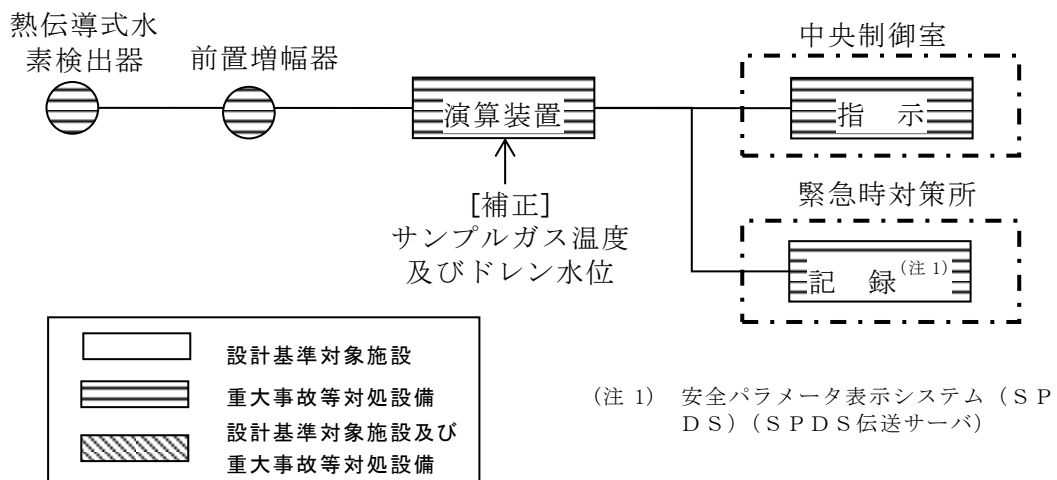 熱伝導式水
素検出器
前置増幅器
演算装置
[補正]
サンプルガス温度
及びドレン水位
中央制御室
指　示
緊急時対策所
記　録(注 1)
設計基準対象施設
重大事故等対処設備
設計基準対象施設及び
重大事故等対処設備
(注 1)　安全パラメータ表示システム（ＳＰ
ＤＳ）（ＳＰＤＳ伝送サーバ）